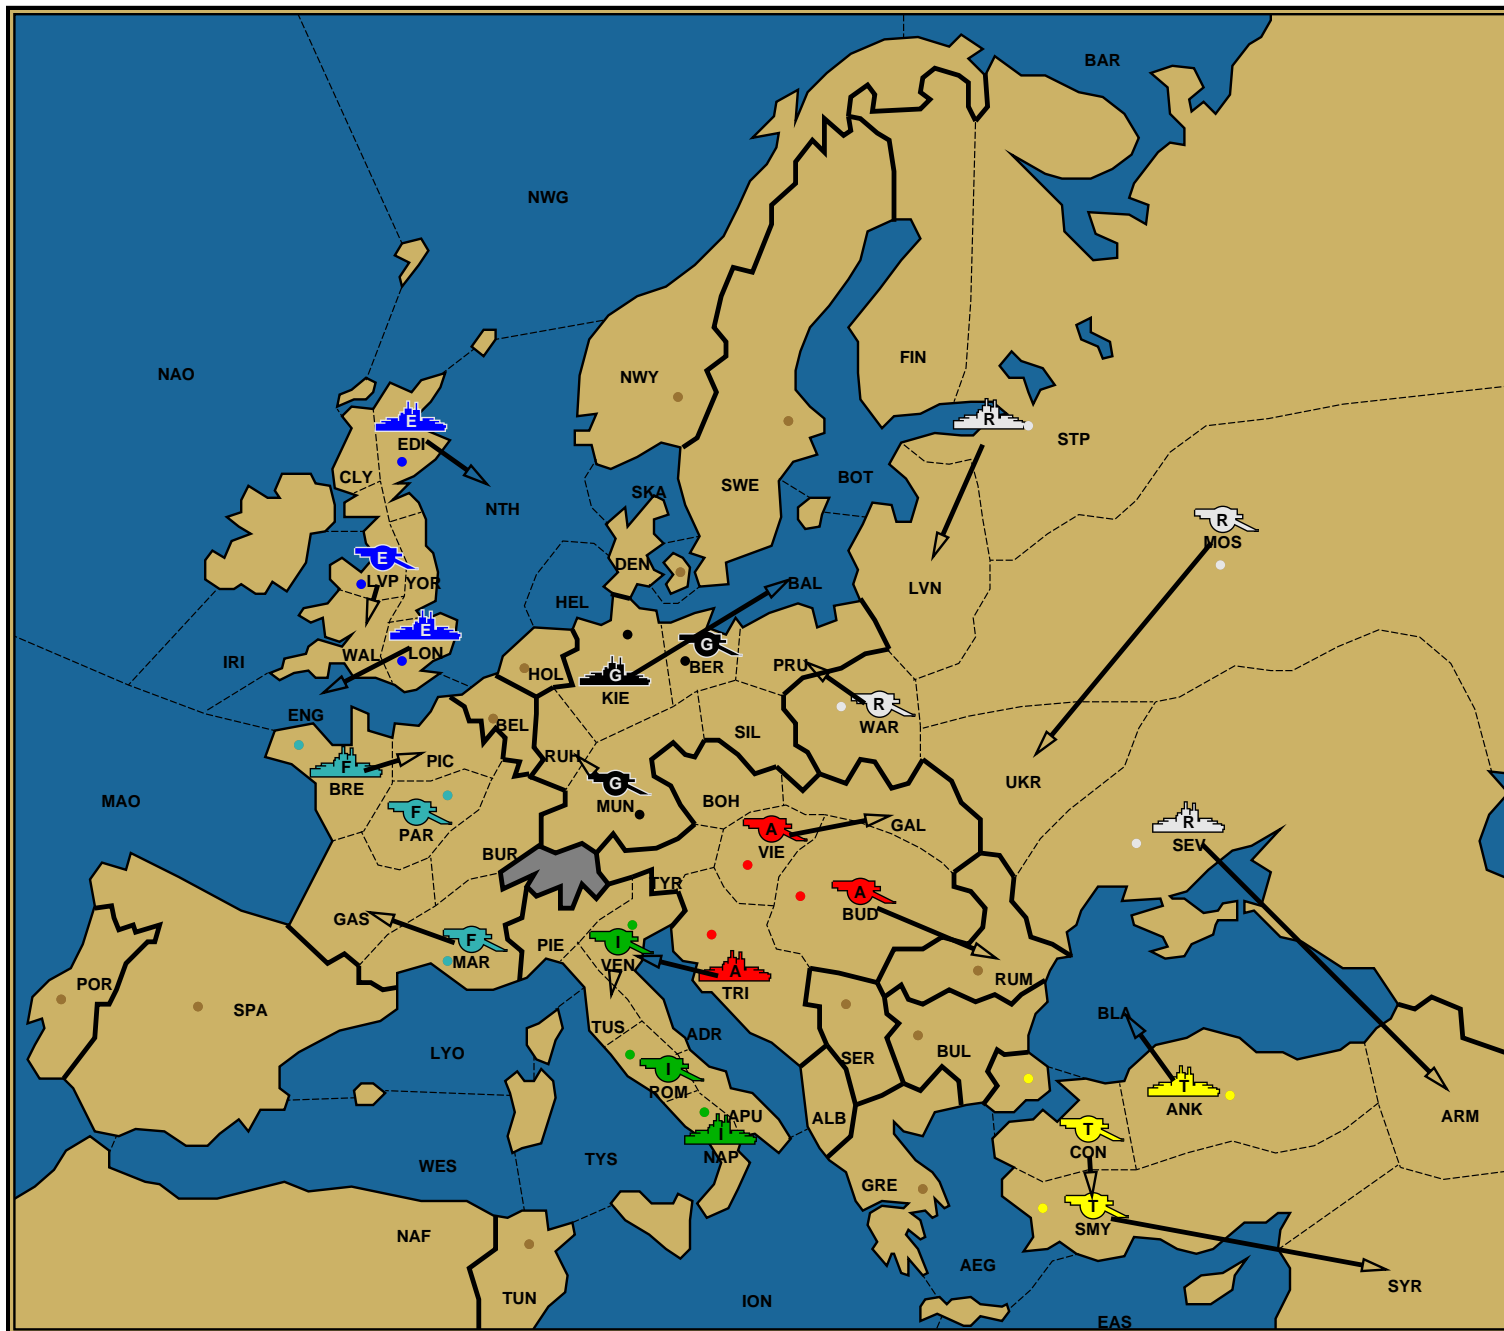 BAR
NWG
NAO
FIN
NWY
R
STP
E
EDI
CLY
SWE
BOT
SKA
NTH
R
MOS
E
LVP
YOR
DEN
BAL
LVN
HEL
E
LON
WAL
IRI
G
BER
PRU
HOL
G
KIE
R
WAR
ENG
BEL
SIL
F
BRE
PIC
RUH
G
MUN
UKR
MAO
BOH
F
PAR
A
VIE
GAL
R
SEV
BUR
TYR
A
BUD
GAS
F
MAR
PIE
I
VEN
A
TRI
RUM
POR
SPA
TUS
ADR
BLA
LYO
SER
BUL
I
ROM
T
ANK
ARM
APU
ALB
I
NAP
T
CON
WES
TYS
GRE
T
SMY
NAF
AEG
SYR
TUN
ION
EAS